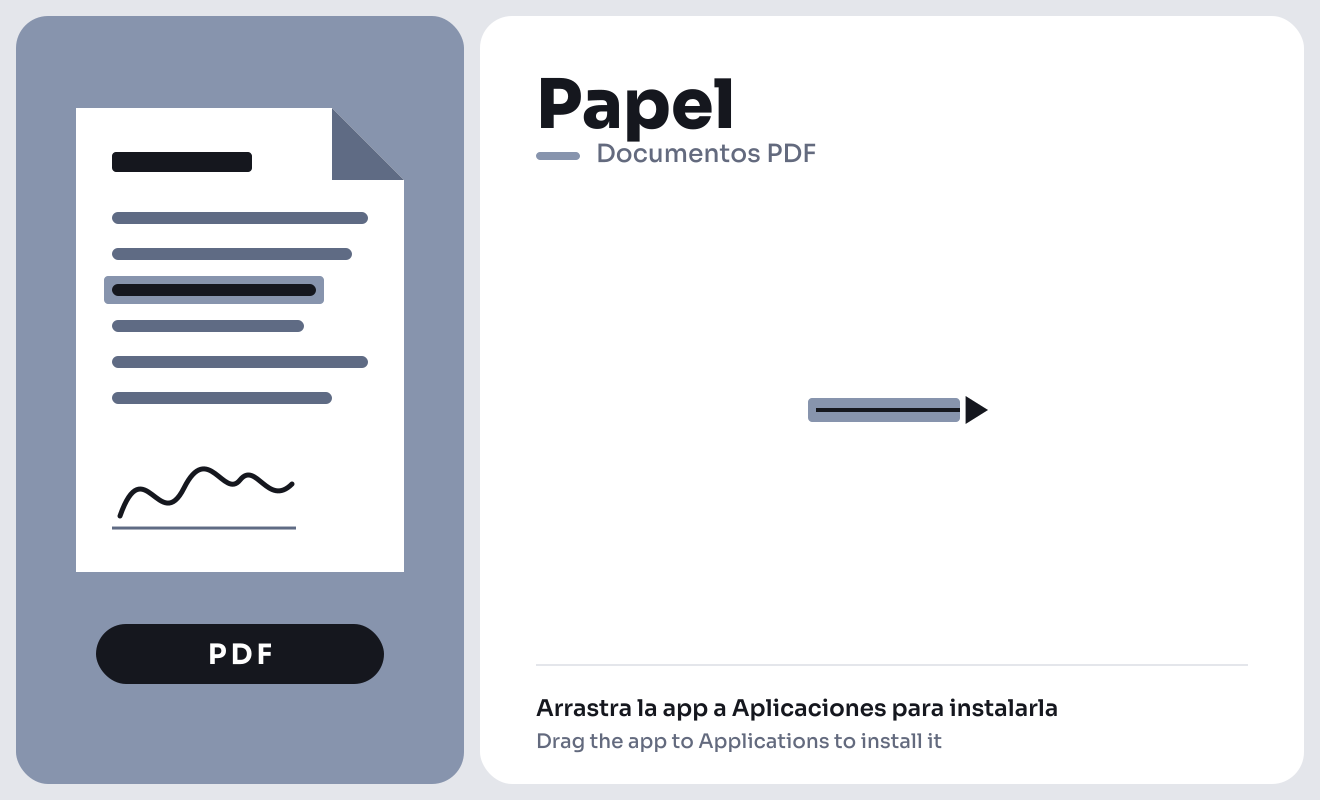 Papel
Documentos PDF
PDF
Arrastra la app a Aplicaciones para instalarla
Drag the app to Applications to install it